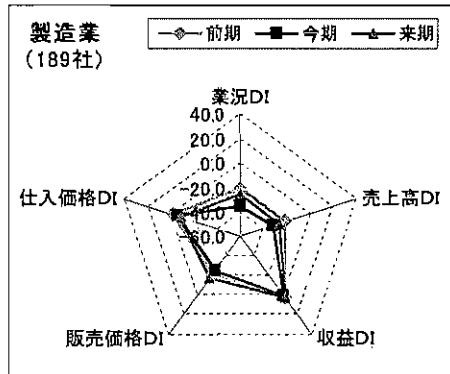 製造業
(189社)
前期 今期 来期
業況DI
40.0
20.0
0.0
-20.0
-40.0
-60.0
売上高DI
収益DI
販売価格DI
仕入価格DI